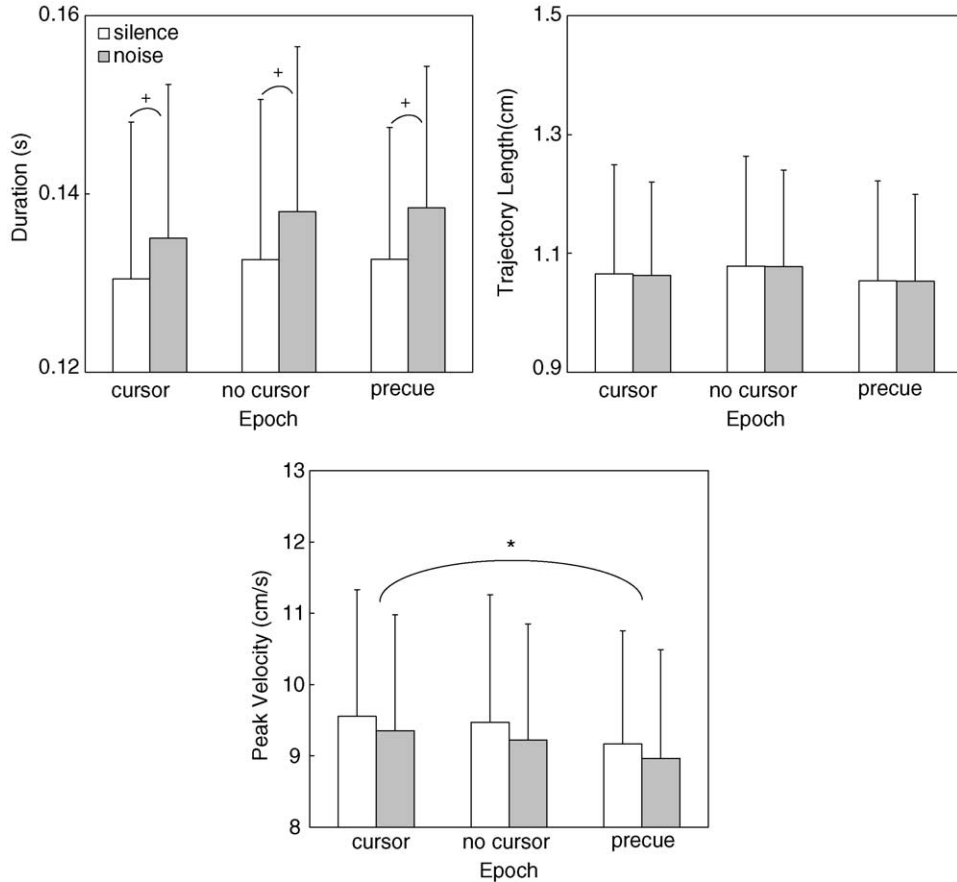 0.16
silence
noise
+
+
+
0.14
0.12
Duration (s)
cursor
no cursor
precue
Epoch
1.5
1.3
1.1
0.9
Trajectory Length(cm)
cursor
no cursor
precue
Epoch
13
12
11
10
9
8
Peak Velocity (cm/s)
*
cursor
no cursor
precue
Epoch